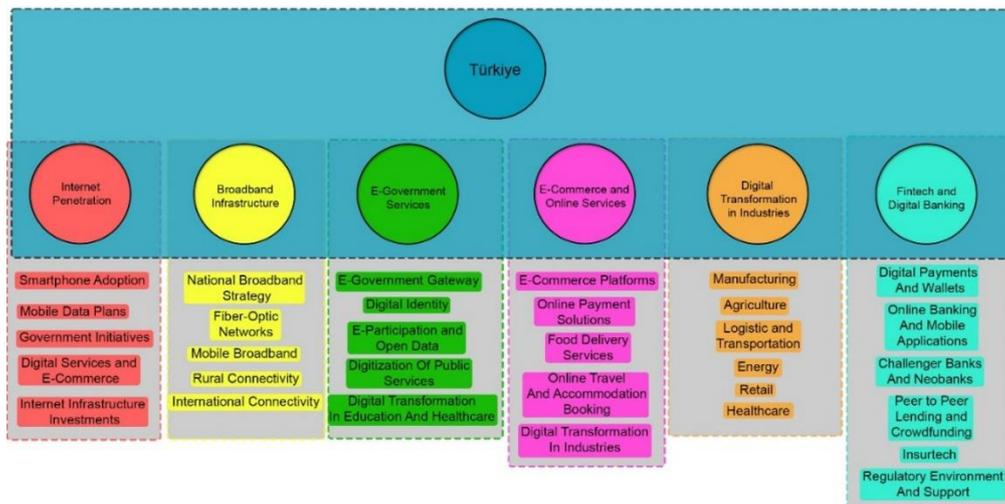 Türkiye
Internet
Penetration
Broadband
Infrastructure
E-Government
Services
E-Commerce and
Online Services
Digital
Transformation
in Industries
Fintech and
Digital Banking
Smartphone Adoption
Mobile Data Plans
Government Initiatives
Digital Services and
E-Commerce
Internet Infrastructure
Investments
National Broadband
Strategy
Fiber-Optic
Networks
Mobile Broadband
Rural Connectivity
International Connectivity
E-Government Gateway
Digital Identity
E-Participation and
Open Data
Digitization Of Public
Services
Digital Transformation
In Education And Healthcare
E-Commerce Platforms
Online Payment
Solutions
Food Delivery
Services
Online Travel
And Accommodation
Booking
Digital Transformation
In Industries
Manufacturing
Agriculture
Logistic and
Transportation
Energy
Retail
Healthcare
Digital Payments
And Wallets
Online Banking
And Mobile
Applications
Challenger Banks
And Neobanks
Peer to Peer
Lending and
Crowdfunding
Insurtech
Regulatory Environment
And Support